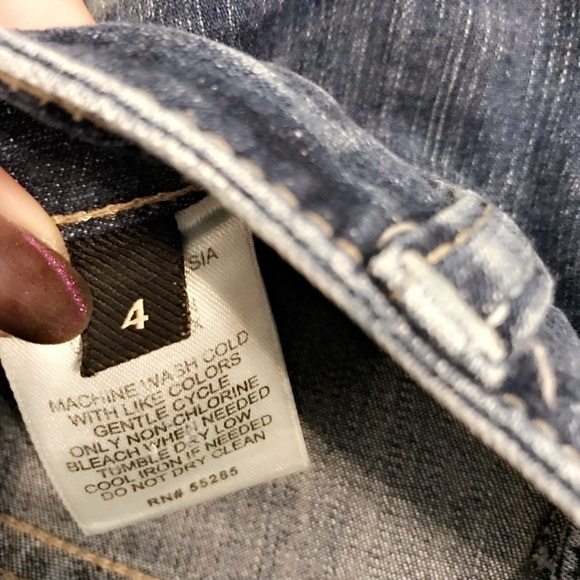 SIA
4
MACHINE WASH COLD
WITH LIKE COLORS
GENTLE CYCLE
ONLY NON-CHLORINE
BLEACH WHEN NEEDED
TUMBLE DRY LOW
COOL IRON IF NEEDED
DO NOT DRY CLEAN
RN# 55285